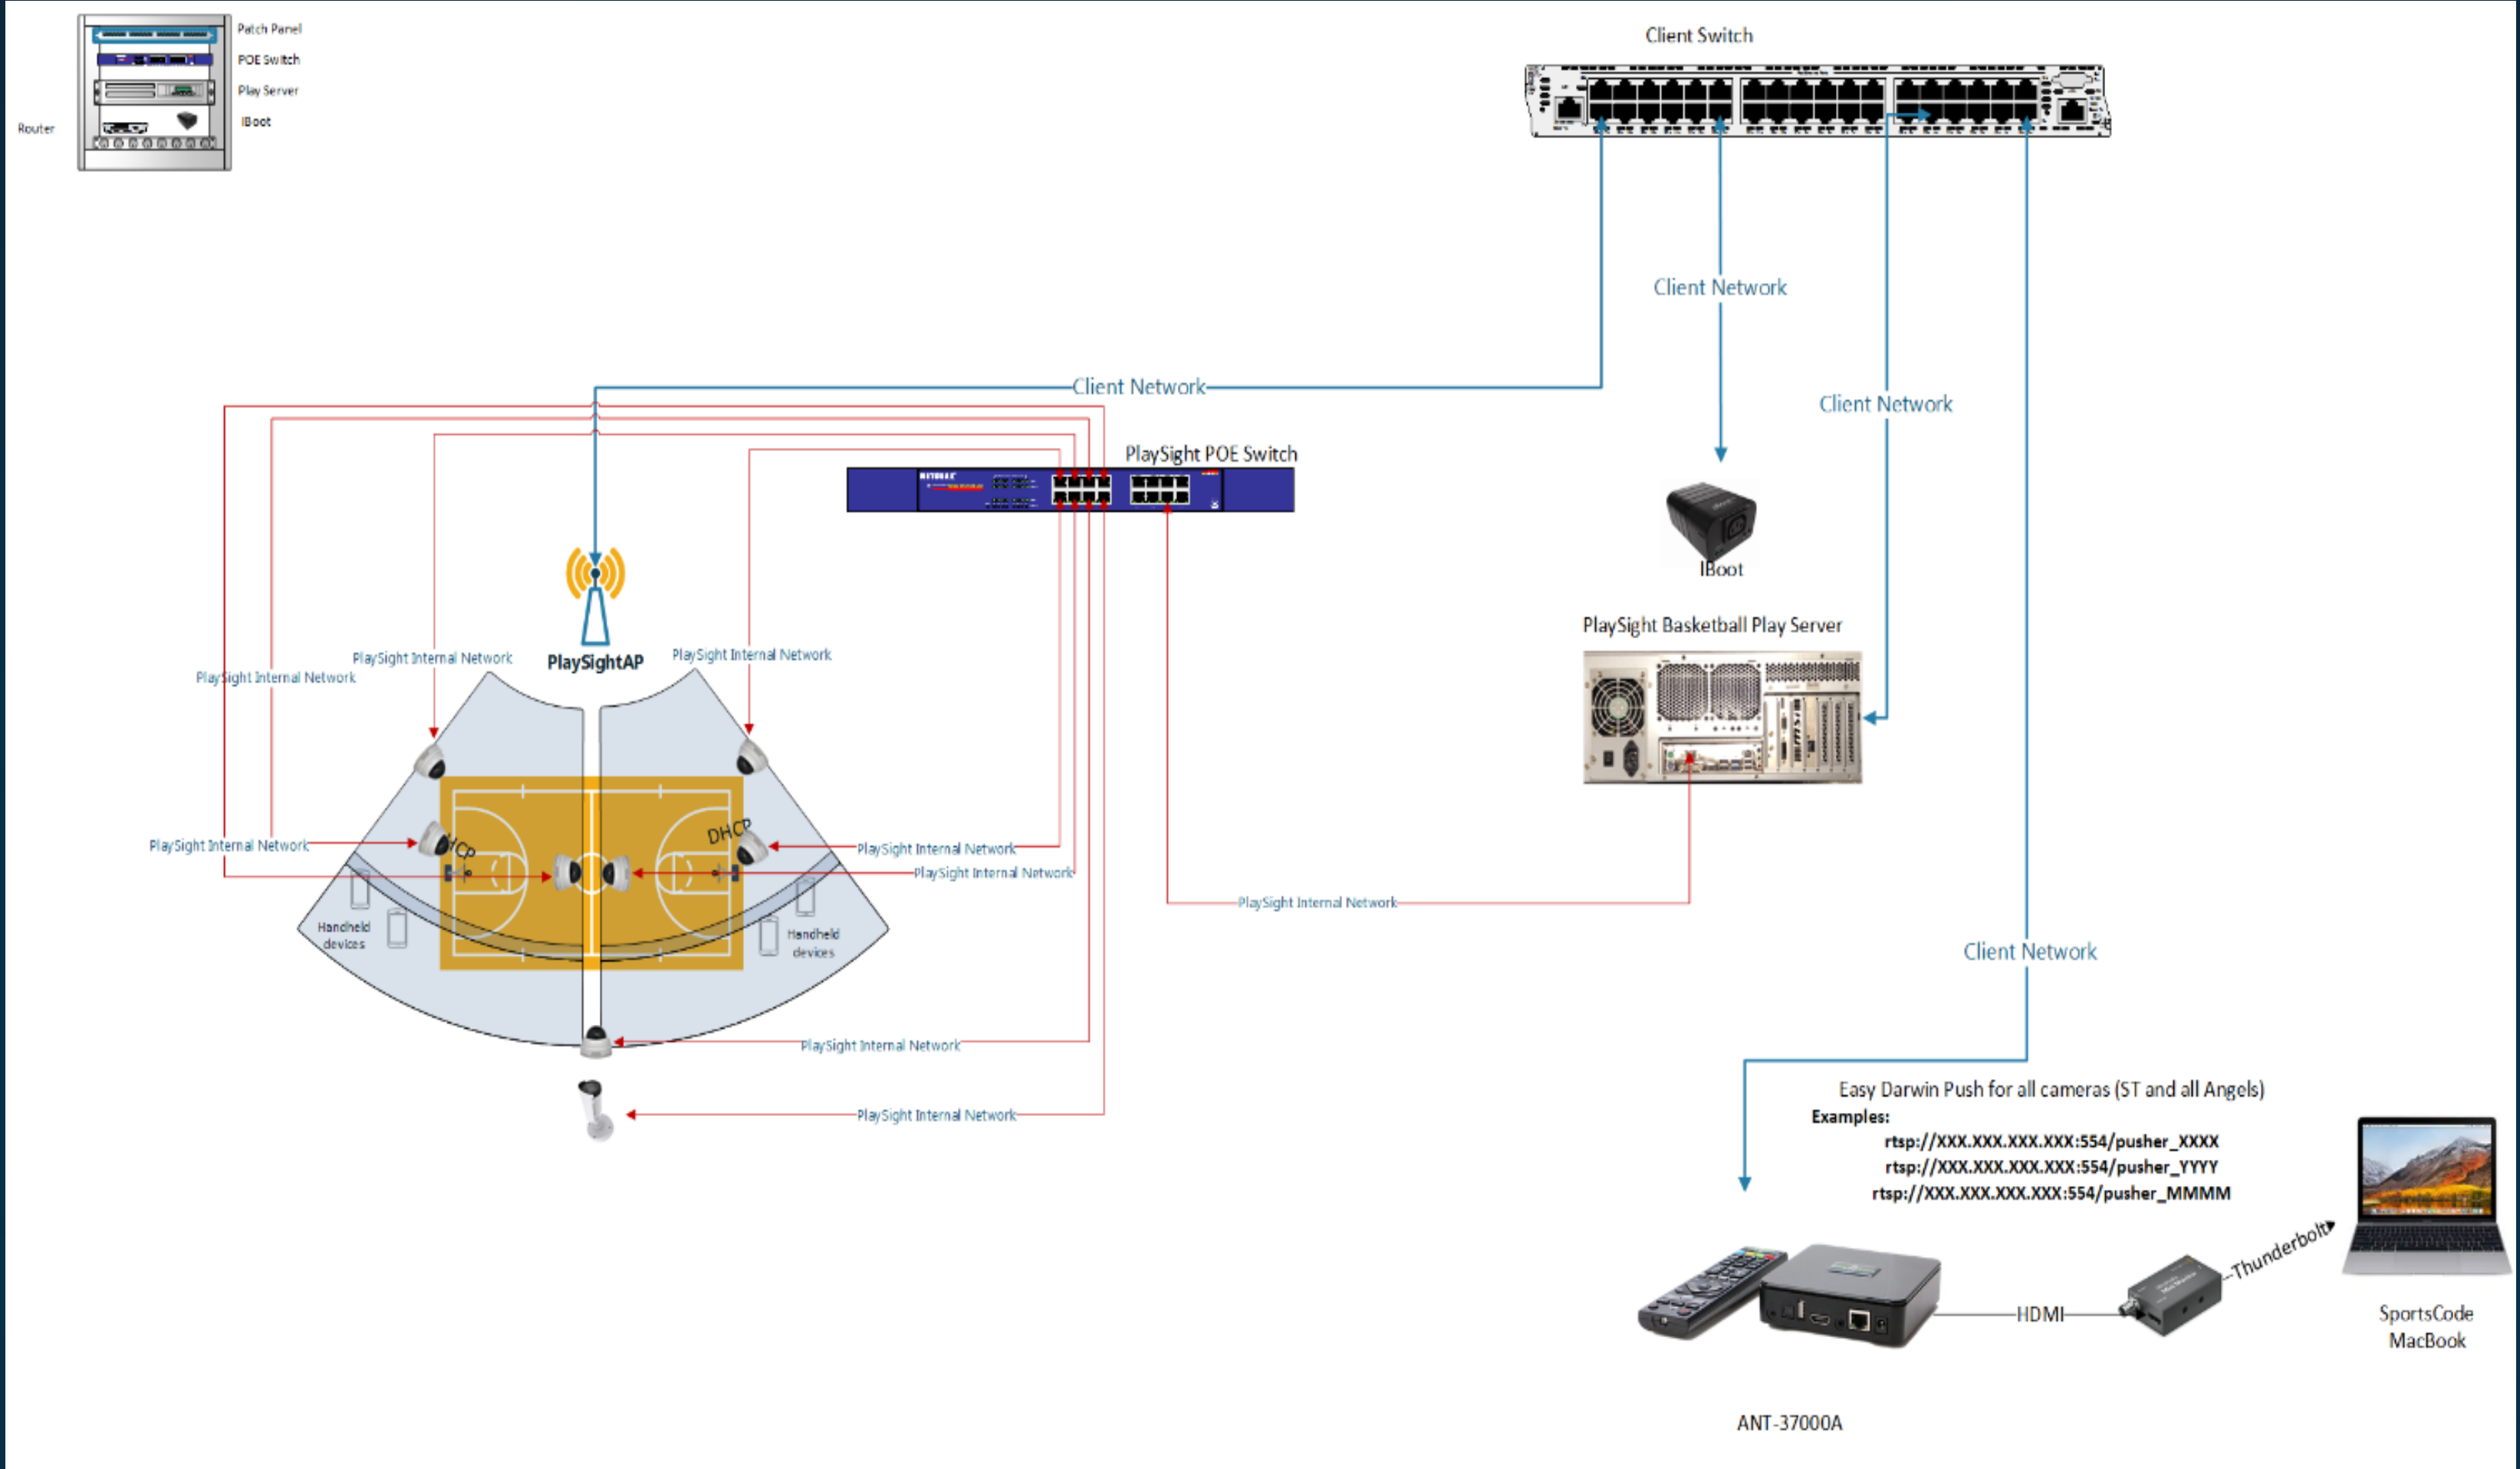 Patch Panel
POE Switch
Play Server
IBoot
Router
Client Switch
Client Network
Client Network
Client Network
Client Network
PlaySight POE Switch
NETGEAR
IBoot
PlaySight Basketball Play Server
PlaySight Internal Network
PlaySight Internal Network
PlaySight Internal Network
PlaySightAP
PlaySight Internal Network
HCP
DHCP
PlaySight Internal Network
PlaySight Internal Network
PlaySight Internal Network
Handheld
devices
Handheld
devices
PlaySight Internal Network
PlaySight Internal Network
Easy Darwin Push for all cameras (ST and all Angels)
Examples:
rtsp://XXX.XXX.XXX.XXX:554/pusher_XXXX
rtsp://XXX.XXX.XXX.XXX:554/pusher_YYYY
rtsp://XXX.XXX.XXX.XXX:554/pusher_MMMM
Thunderbolt
HDMI
SportsCode
MacBook
ANT-37000A